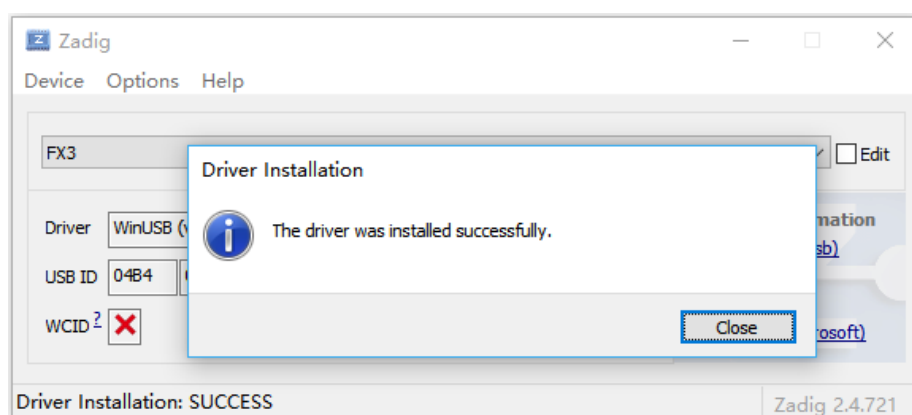 Zadig
Device Options Help
FX3
Edit
Driver Installation
The driver was installed successfully.
Driver WinUSB
USB ID 04B4
WCID ?
Close
Driver Installation: SUCCESS
Zadig 2.4.721